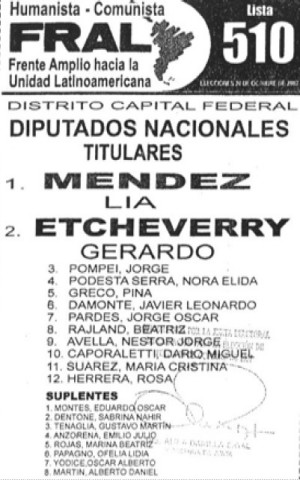 Humanista - Comunista
FRAL
Frente Amplio hacia la
Unidad Latinoamericana
Lista
510
ELECCIONES 28 DE OCTUBRE DE 2007
DISTRITO CAPITAL FEDERAL
DIPUTADOS NACIONALES
TITULARES
1. MENDEZ
LIA
2. ETCHEVERRY
GERARDO
3. POMPEI, JORGE
4. PODESTA SERRA, NORA ELIDA
5. GRECO, PINA
6. DAMONTE, JAVIER LEONARDO
7. PARDES, JORGE OSCAR
8. RAJLAND, BEATRIZ
9. AVELLA, NESTOR JORGE
10. CAPORALETTI, DARIO MIGUEL
11. SUAREZ, MARIA CRISTINA
12. HERRERA, ROSA
SUPLENTES
1. MONTES, EDUARDO OSCAR
2. DENTONE, SABRINA NAHIR
3. TENAGLIA, GUSTAVO MARTIN
4. ANZORENA, EMILIO JULIO
5. ROJAS, MARINA BEATRIZ
6. PAPAGNO, OFELIA LIDIA
7. YODICE, OSCAR ALBERTO
8. MARTIN, ALBERTO DANIEL